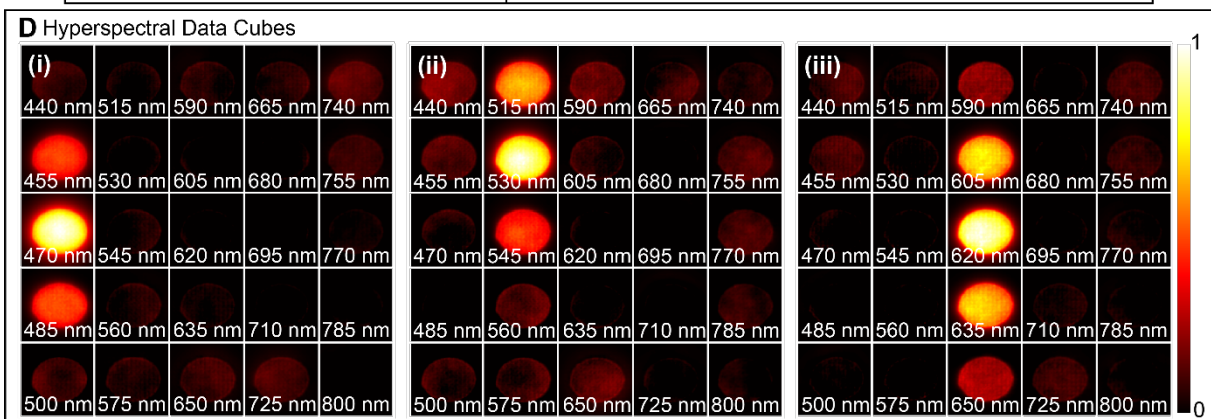 D Hyperspectral Data Cubes
(i)
440 nm 515 nm 590 nm 665 nm 740 nm
455 nm 530 nm 605 nm 680 nm 755 nm
470 nm 545 nm 620 nm 695 nm 770 nm
485 nm 560 nm 635 nm 710 nm 785 nm
500 nm 575 nm 650 nm 725 nm 800 nm
(ii)
440 nm 515 nm 590 nm 665 nm 740 nm
455 nm 530 nm 605 nm 680 nm 755 nm
470 nm 545 nm 620 nm 695 nm 770 nm
485 nm 560 nm 635 nm 710 nm 785 nm
500 nm 575 nm 650 nm 725 nm 800 nm
(iii)
440 nm 515 nm 590 nm 665 nm 740 nm
455 nm 530 nm 605 nm 680 nm 755 nm
470 nm 545 nm 620 nm 695 nm 770 nm
485 nm 560 nm 635 nm 710 nm 785 nm
500 nm 575 nm 650 nm 725 nm 800 nm
1
0